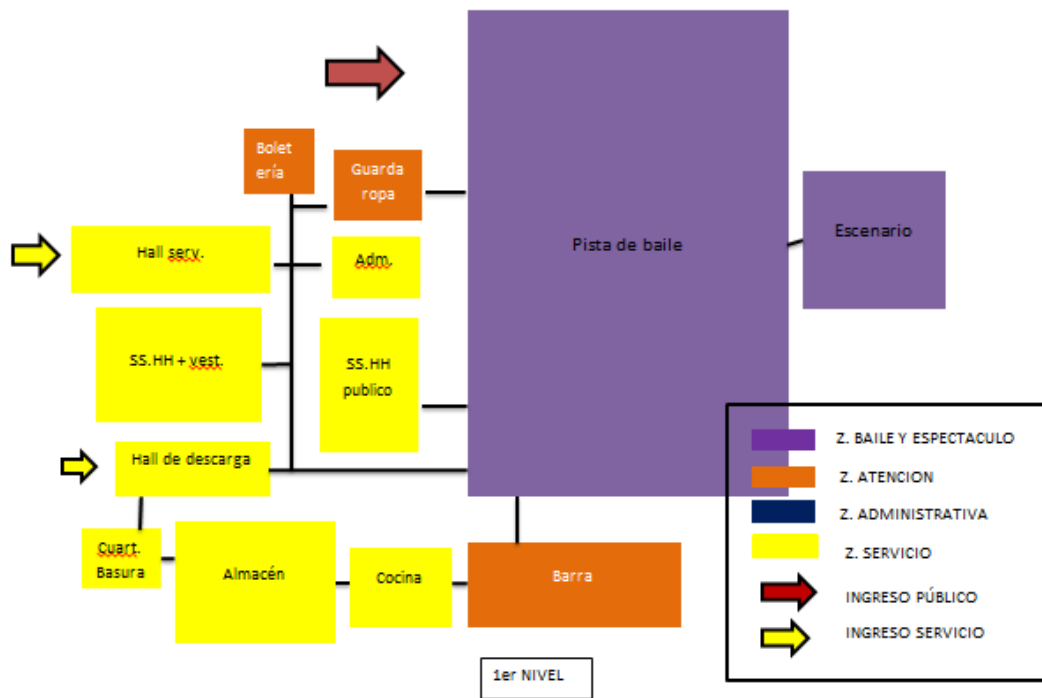 Bolet
ería
Guarda
ropa
Hall serv.
Adm.
Pista de baile
Escenario
SS.HH + vest.
SS.HH
publico
Hall de descarga
Cuart.
Basura
Almacén
Cocina
Barra
Z. BAILE Y ESPECTACULO
Z. ATENCION
Z. ADMINISTRATIVA
Z. SERVICIO
INGRESO PÚBLICO
INGRESO SERVICIO
1er NIVEL